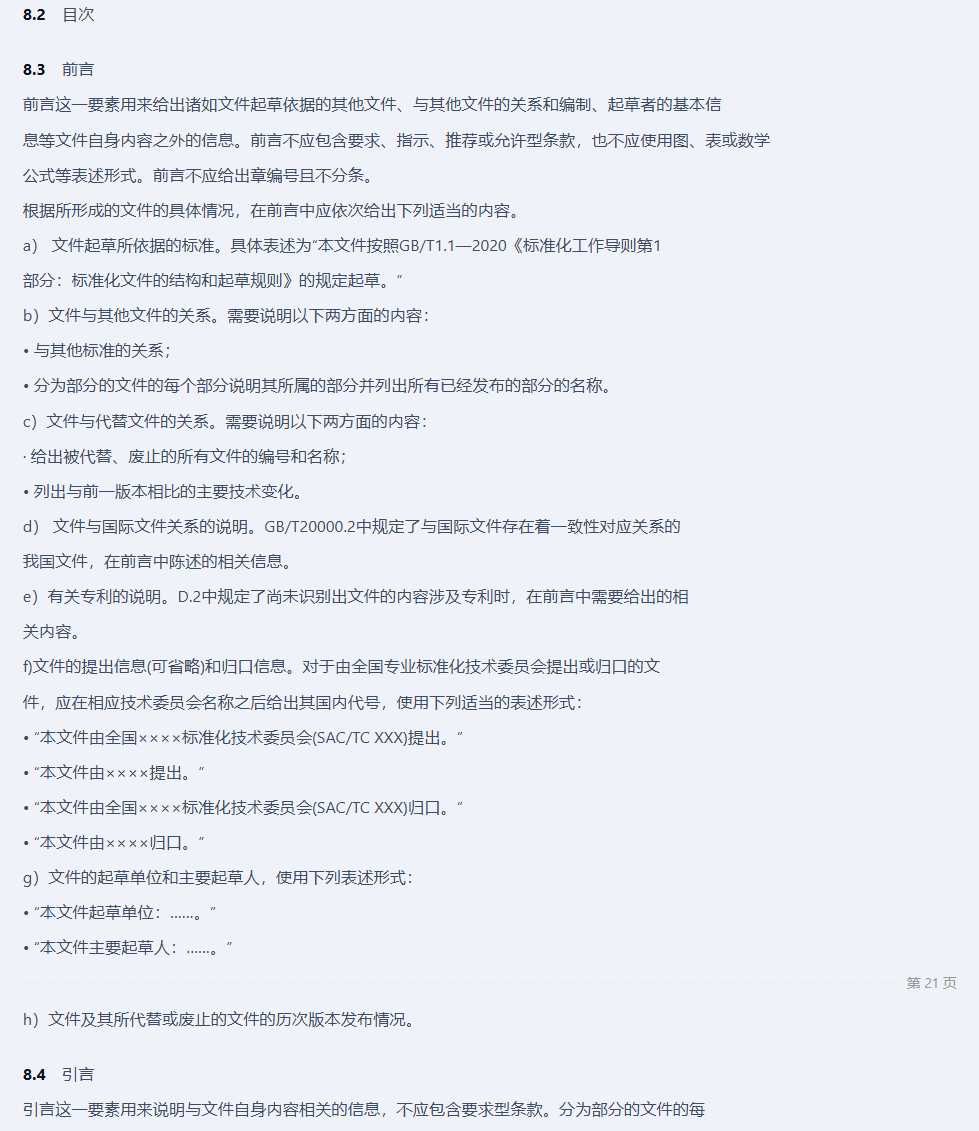 8.2 目次
8.3 前言
前言这一要素用来给出诸如文件起草依据的其他文件、与其他文件的关系和编制、起草者的基本信
息等文件自身内容之外的信息。前言不应包含要求、指示、推荐或允许型条款，也不应使用图、表或数学
公式等表述形式。前言不应给出章编号且不分条。
根据所形成的文件的具体情况，在前言中应依次给出下列适当的内容。
a） 文件起草所依据的标准。具体表述为“本文件按照GB/T1.1—2020《标准化工作导则第1
部分：标准化文件的结构和起草规则》的规定起草。”
b）文件与其他文件的关系。需要说明以下两方面的内容：
• 与其他标准的关系；
• 分为部分的文件的每个部分说明其所属的部分并列出所有已经发布的部分的名称。
c）文件与代替文件的关系。需要说明以下两方面的内容：
· 给出被代替、废止的所有文件的编号和名称；
• 列出与前一版本相比的主要技术变化。
d） 文件与国际文件关系的说明。GB/T20000.2中规定了与国际文件存在着一致性对应关系的
我国文件，在前言中陈述的相关信息。
e）有关专利的说明。D.2中规定了尚未识别出文件的内容涉及专利时，在前言中需要给出的相
关内容。
f)文件的提出信息(可省略)和归口信息。对于由全国专业标准化技术委员会提出或归口的文
件，应在相应技术委员会名称之后给出其国内代号，使用下列适当的表述形式：
• “本文件由全国××××标准化技术委员会(SAC/TC XXX)提出。”
• “本文件由××××提出。”
• “本文件由全国××××标准化技术委员会(SAC/TC XXX)归口。”
• “本文件由××××归口。”
g）文件的起草单位和主要起草人，使用下列表述形式：
• “本文件起草单位：......。”
• “本文件主要起草人：......。”
第 21 页
h）文件及其所代替或废止的文件的历次版本发布情况。
8.4 引言
引言这一要素用来说明与文件自身内容相关的信息，不应包含要求型条款。分为部分的文件的每